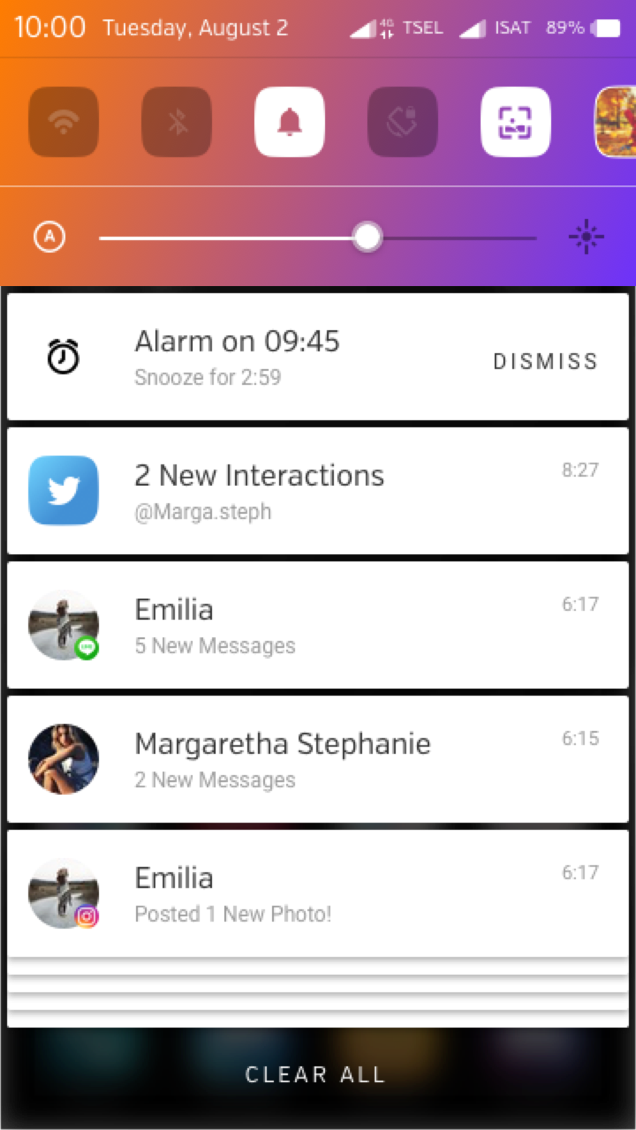 10:00 Tuesday, August 2 4G TSEL ISAT 89%
A
Alarm on 09:45
Snooze for 2:59
DISMISS
2 New Interactions
8:27
@Marga.steph
Emilia
6:17
5 New Messages
Margaretha Stephanie
6:15
2 New Messages
Emilia
6:17
Posted 1 New Photo!
CLEAR ALL